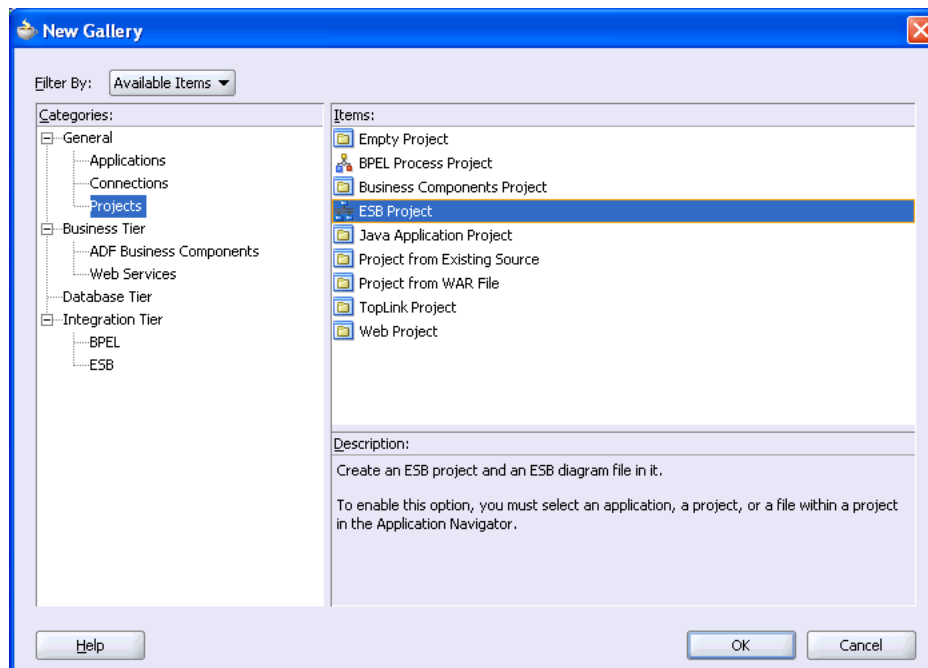 New Gallery
Filter By: Available Items
Categories:
General
Applications
Connections
Projects
Business Tier
ADF Business Components
Web Services
Database Tier
Integration Tier
BPEL
ESB
Items:
Empty Project
BPEL Process Project
Business Components Project
ESB Project
Java Application Project
Project from Existing Source
Project from WAR File
TopLink Project
Web Project
Description:
Create an ESB project and an ESB diagram file in it.
To enable this option, you must select an application, a project, or a file within a project
in the Application Navigator.
Help
OK
Cancel